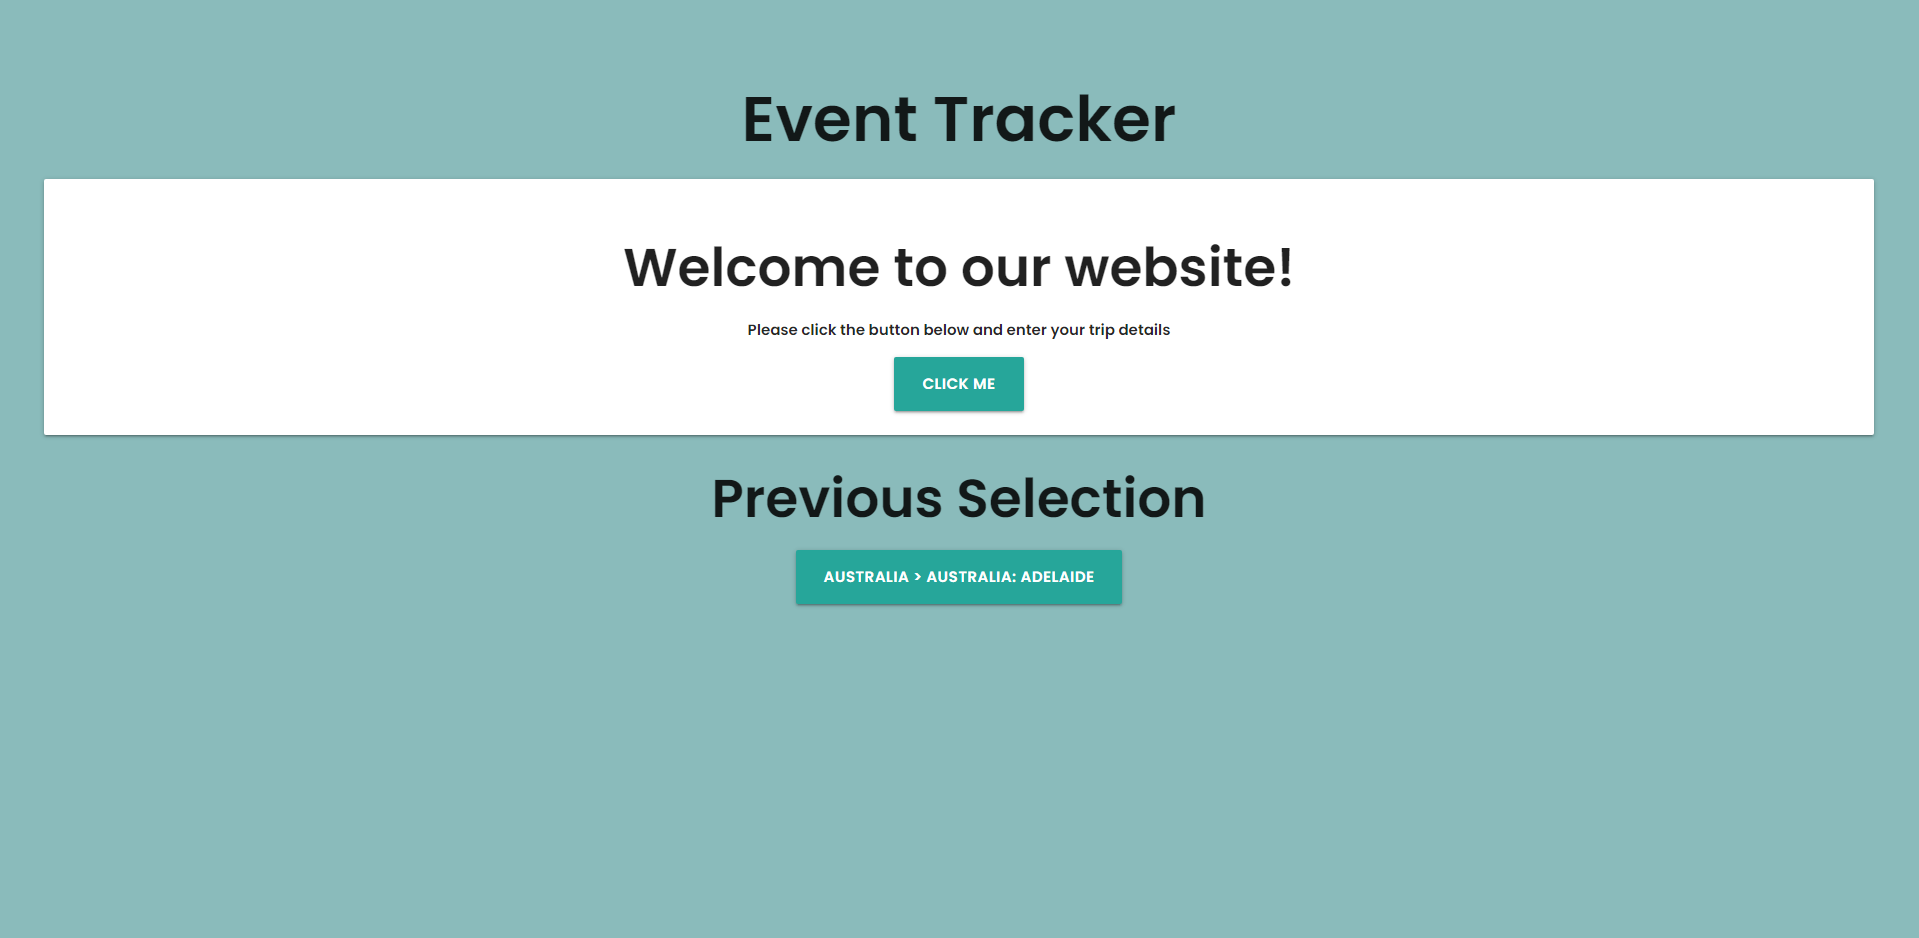 Event Tracker
Welcome to our website!
Please click the button below and enter your trip details
CLICK ME
Previous Selection
AUSTRALIA > AUSTRALIA: ADELAIDE